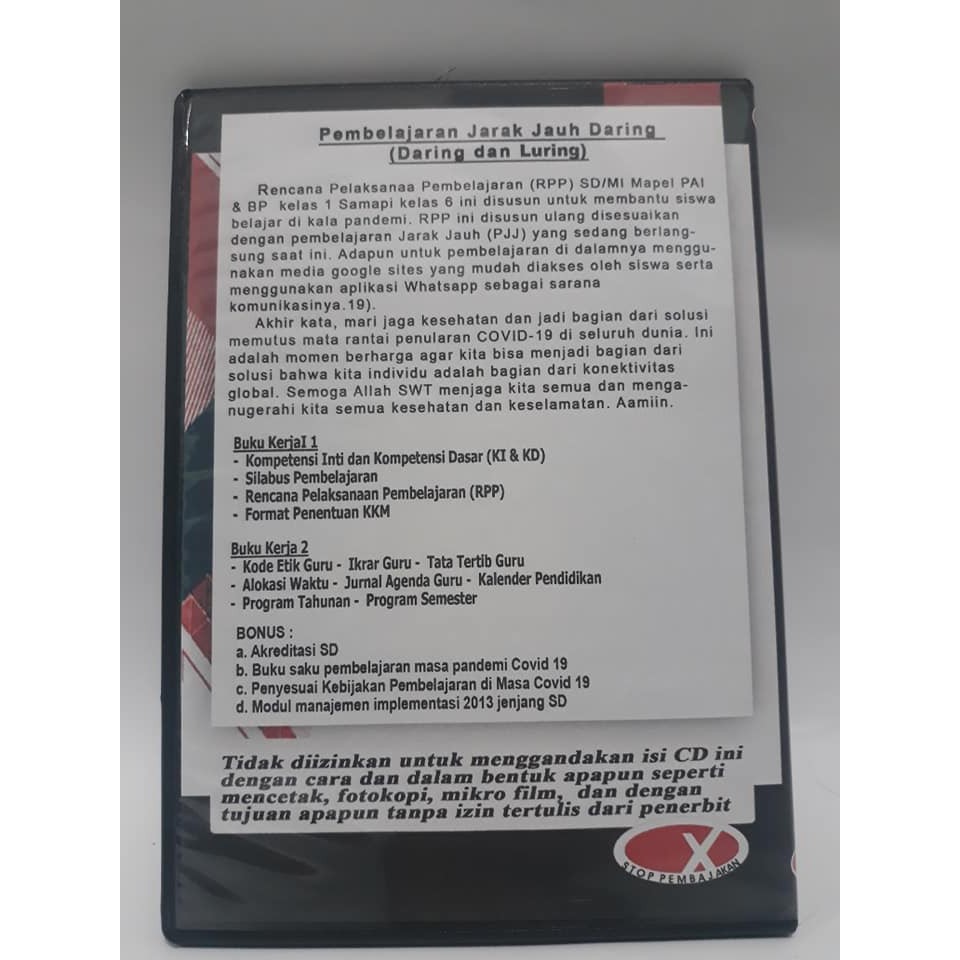 Pembelajaran Jarak Jauh Daring
(Daring dan Luring)
Rencana Pelaksanaa Pembelajaran (RPP) SD/MI Mapel PAI
& BP kelas 1 Samapi kelas 6 ini disusun untuk membantu siswa
belajar di kala pandemi. RPP ini disusun ulang disesuaikan
dengan pembelajaran Jarak Jauh (PJJ) yang sedang berlang-
sung saat ini. Adapun untuk pembelajaran di dalamnya menggu-
nakan media google sites yang mudah diakses oleh siswa serta
menggunakan aplikasi Whatsapp sebagai sarana
komunikasinya.19).
Akhir kata, mari jaga kesehatan dan jadi bagian dari solusi
memutus mata rantai penularan COVID-19 di seluruh dunia. Ini
adalah momen berharga agar kita bisa menjadi bagian dari
solusi bahwa kita individu adalah bagian dari konektivitas
global. Semoga Allah SWT menjaga kita semua dan menga-
nugerahi kita semua kesehatan dan keselamatan. Aamiin.
Buku KerjaI 1
- Kompetensi Inti dan Kompetensi Dasar (KI & KD)
- Silabus Pembelajaran
- Rencana Pelaksanaan Pembelajaran (RPP)
- Format Penentuan KKM
Buku Kerja 2
- Kode Etik Guru - Ikrar Guru - Tata Tertib Guru
- Alokasi Waktu - Jurnal Agenda Guru - Kalender Pendidikan
- Program Tahunan - Program Semester
BONUS :
a. Akreditasi SD
b. Buku saku pembelajaran masa pandemi Covid 19
c. Penyesuai Kebijakan Pembelajaran di Masa Covid 19
d. Modul manajemen implementasi 2013 jenjang SD
Tidak diizinkan untuk menggandakan isi CD ini
dengan cara dan dalam bentuk apapun seperti
mencetak, fotokopi, mikro film, dan dengan
tujuan apapun tanpa izin tertulis dari penerbit
X
STOP PEMBAJAKAN